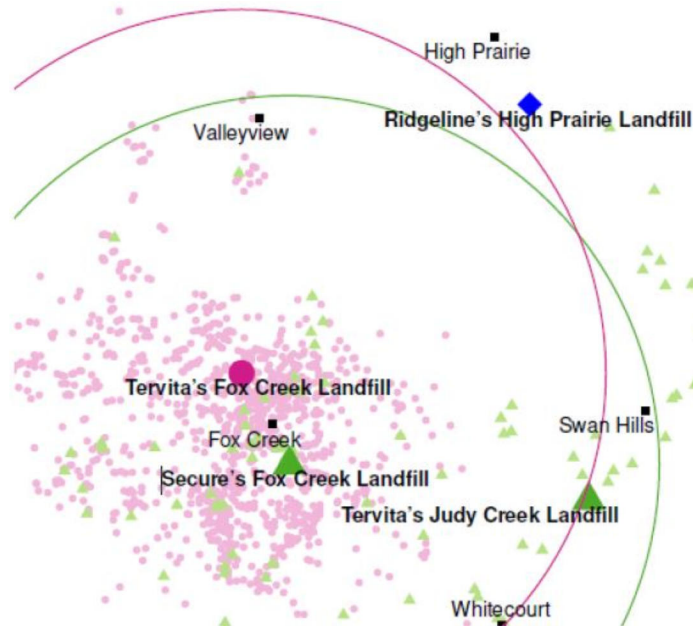 High Prairie
Ridgeline's High Prairie Landfill
Valleyview
Tervita's Fox Creek Landfill
Fox Creek
Swan Hills
Secure's Fox Creek Landfill
Tervita's Judy Creek Landfill
Whitecourt